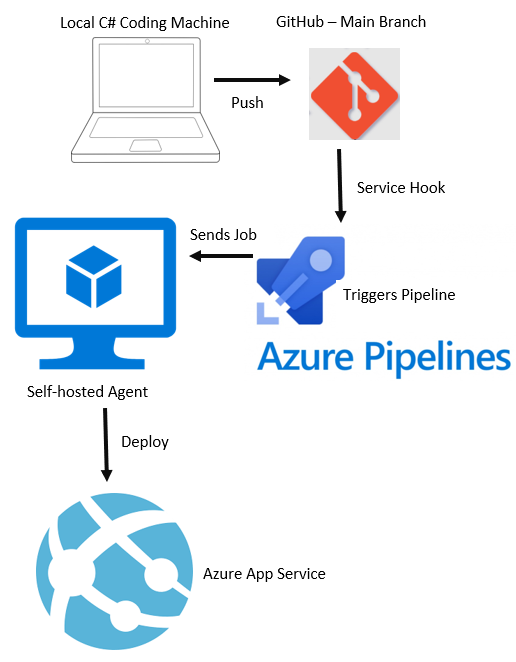 Local C# Coding Machine
GitHub – Main Branch
Push
Service Hook
Sends Job
Triggers Pipeline
Azure Pipelines
Self-hosted Agent
Deploy
Azure App Service